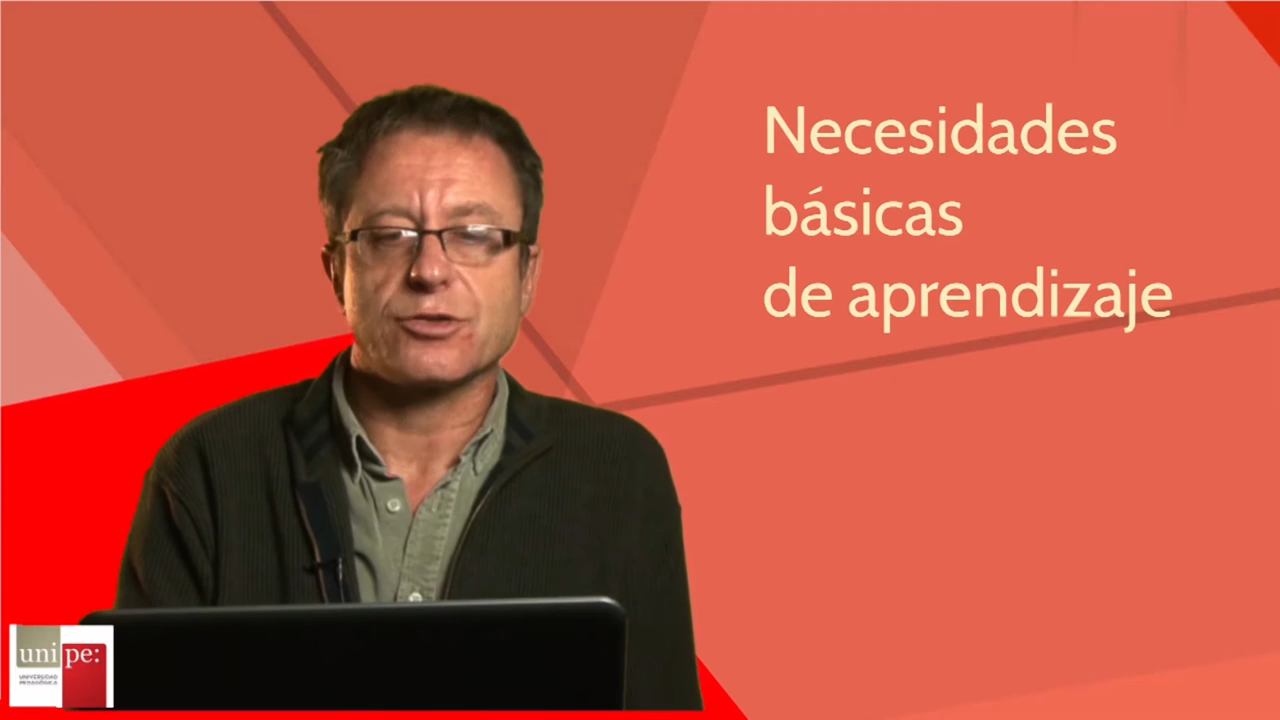 Necesidades
básicas
de aprendizaje
unipe:
UNIVERSIDAD
PEDAGÓGICA